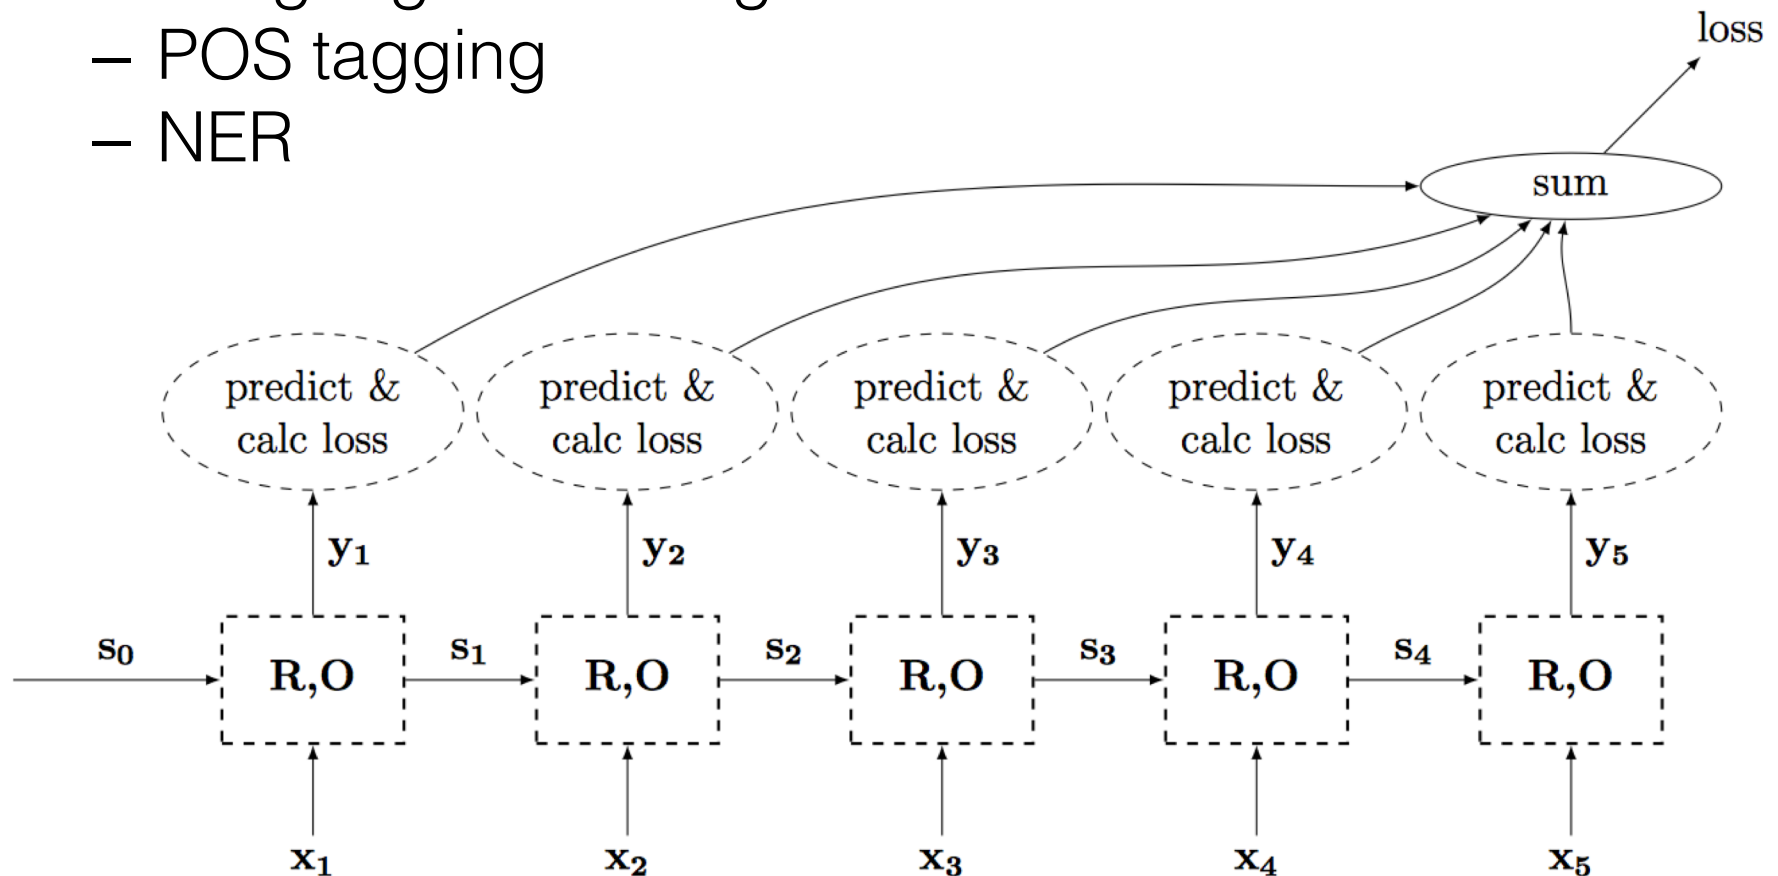 – POS tagging
– NER
loss
sum
predict & predict & predict & predict & predict &
calc loss calc loss calc loss calc loss calc loss
y₁ y₂ y₃ y₄ y₅
s₀ s₁ s₂ s₃ s₄
R,O R,O R,O R,O R,O
x₁ x₂ x₃ x₄ x₅